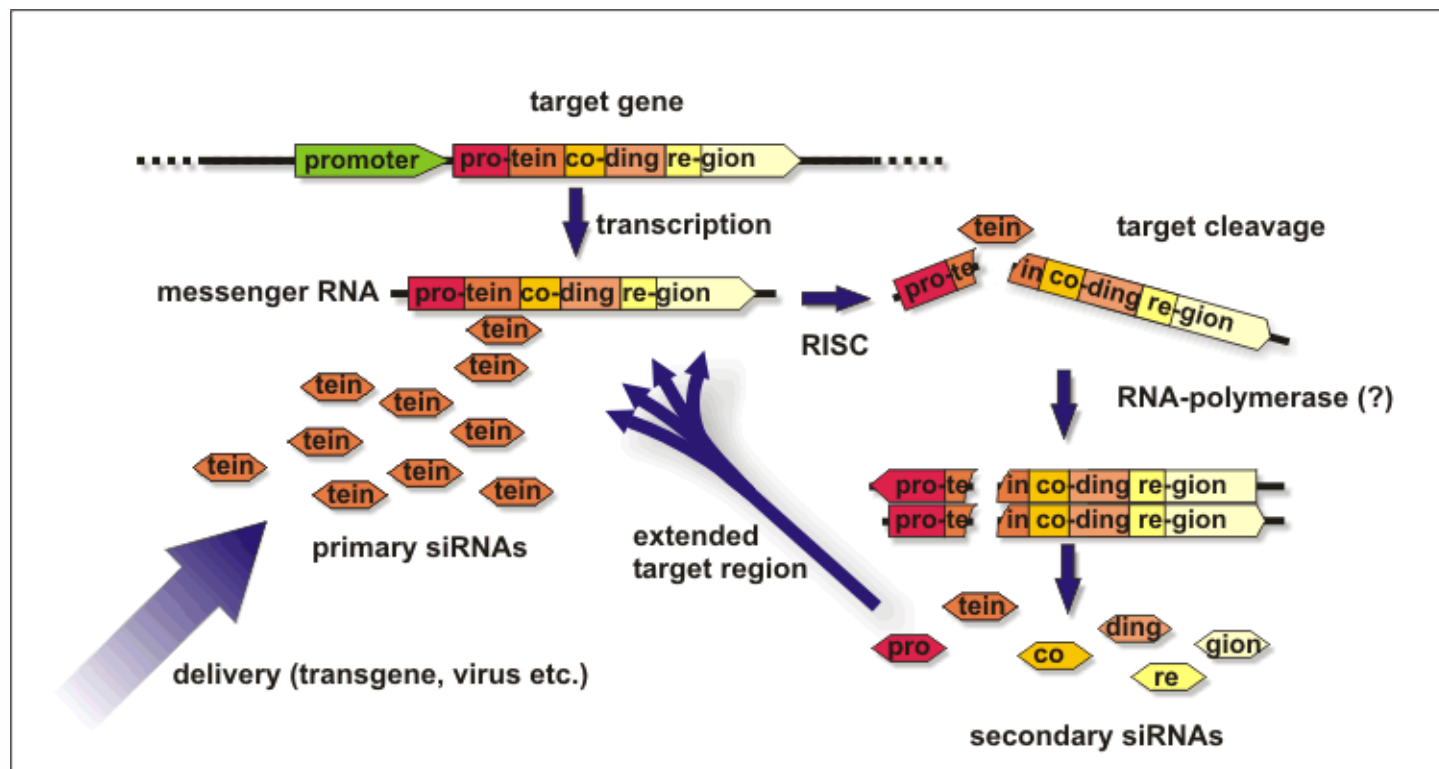 target gene
promoter pro-tein co-ding re-gion
transcription
tein
target cleavage
messenger RNA
pro-tein co-ding re-gion
pro-te
in co-ding re-gion
RISC
tein
tein
tein
tein
tein
tein
tein
tein
tein
tein
primary siRNAs
RNA-polymerase (?)
pro-te in co-ding re-gion
pro-te in co-ding re-gion
extended
target region
delivery (transgene, virus etc.)
tein
pro
co
ding
re
gion
secondary siRNAs